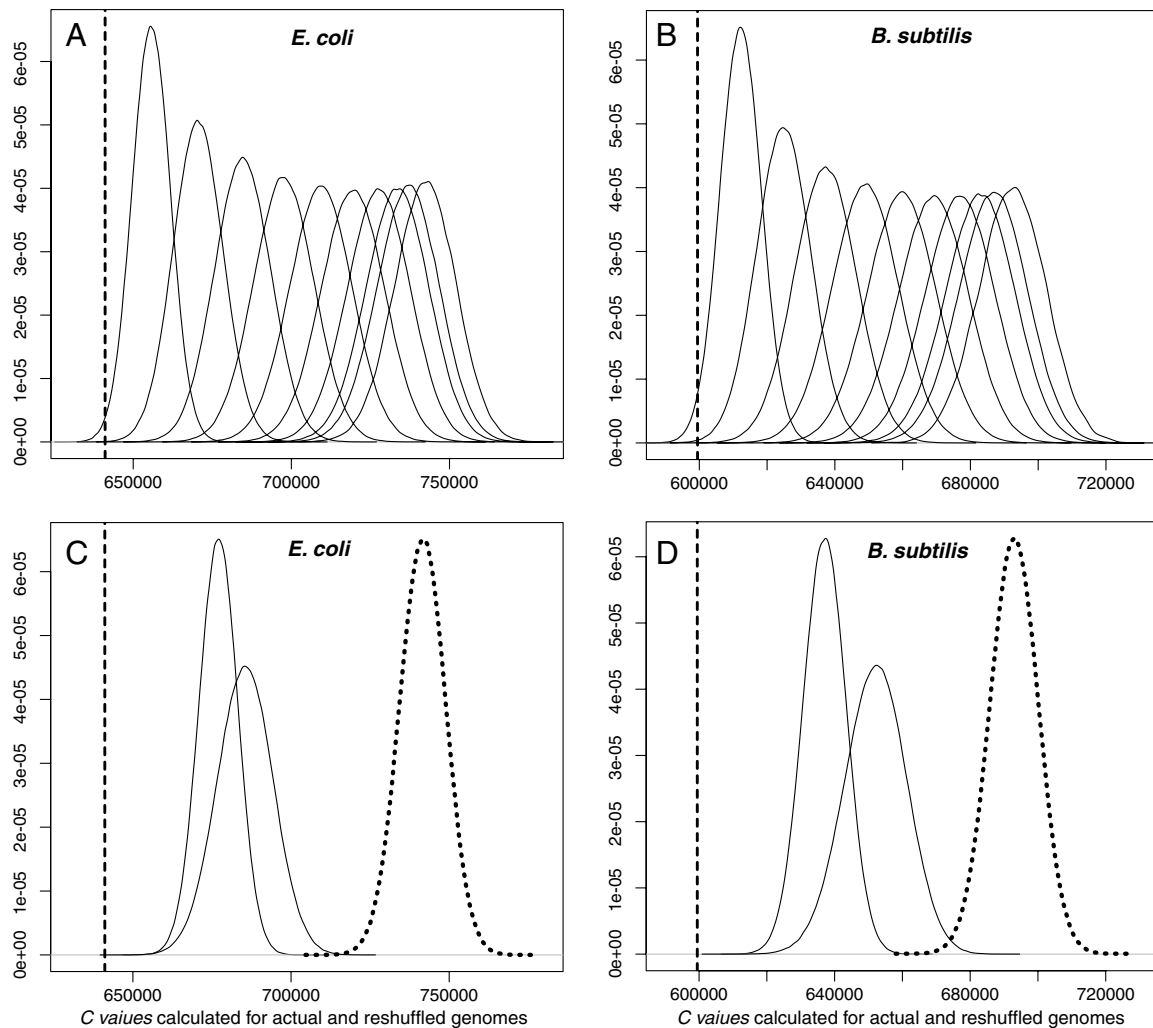 A
E. coli
0e+00 1e-05 2e-05 3e-05 4e-05 5e-05 6e-05
650000 700000 750000
B
B. subtilis
0e+00 1e-05 2e-05 3e-05 4e-05 5e-05 6e-05
600000 640000 680000 720000
C
E. coli
0e+00 1e-05 2e-05 3e-05 4e-05 5e-05 6e-05
650000 700000 750000
C vaiues calculated for actual and reshuffled genomes
D
B. subtilis
0e+00 1e-05 2e-05 3e-05 4e-05 5e-05 6e-05
600000 640000 680000 720000
C vaiues calculated for actual and reshuffled genomes